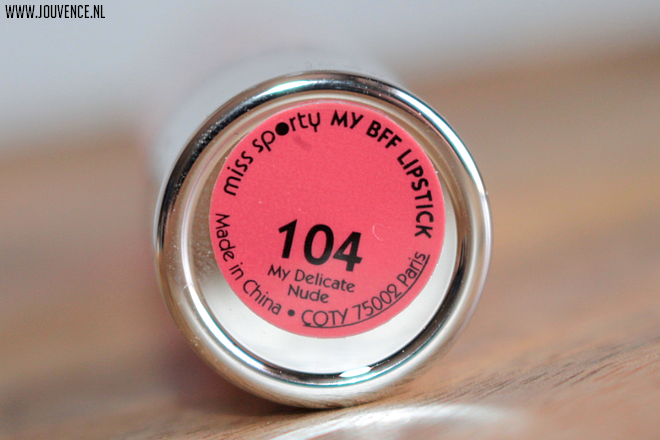 WWW.JOUVENCE.NL
miss sporty MY BFF LIPSTICK
104
My Delicate
Nude
Made in China • COTY 75002 Paris